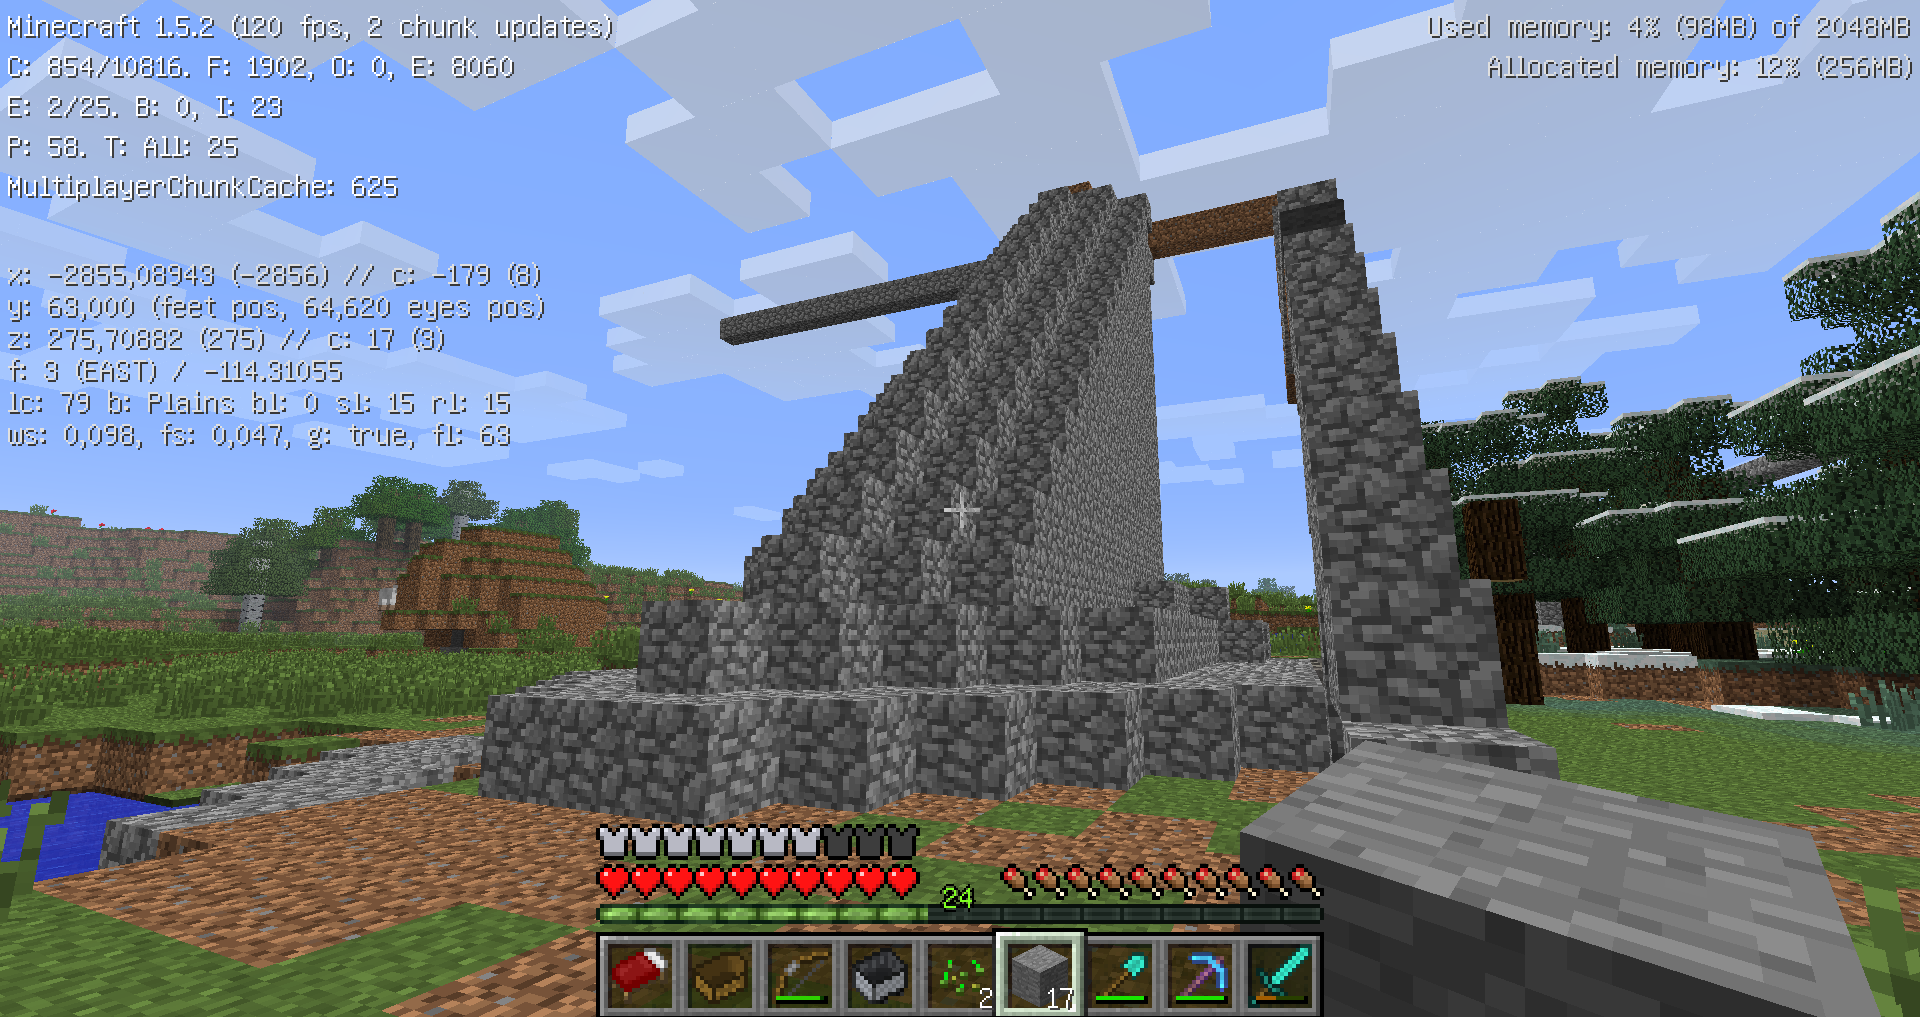 Minecraft 1.5.2 (120 fps, 2 chunk updates)
Used memory: 4% (98MB) of 2048MB
C: 854/10816. F: 1902, O: 0, E: 8060
Allocated memory: 12% (256MB)
E: 2/25. B: 0, I: 23
P: 58. T: All: 25
MultiplayerChunkCache: 625
x: -2855,08943 (-2856) // c: -179 (8)
y: 63,000 (feet pos, 64,620 eyes pos)
z: 275,70882 (275) // c: 17 (3)
f: 3 (EAST) / -114.31055
lc: 79 b: Plains bl: 0 sl: 15 rl: 15
ws: 0,098, fs: 0,047, g: true, fl: 63
24
2
17